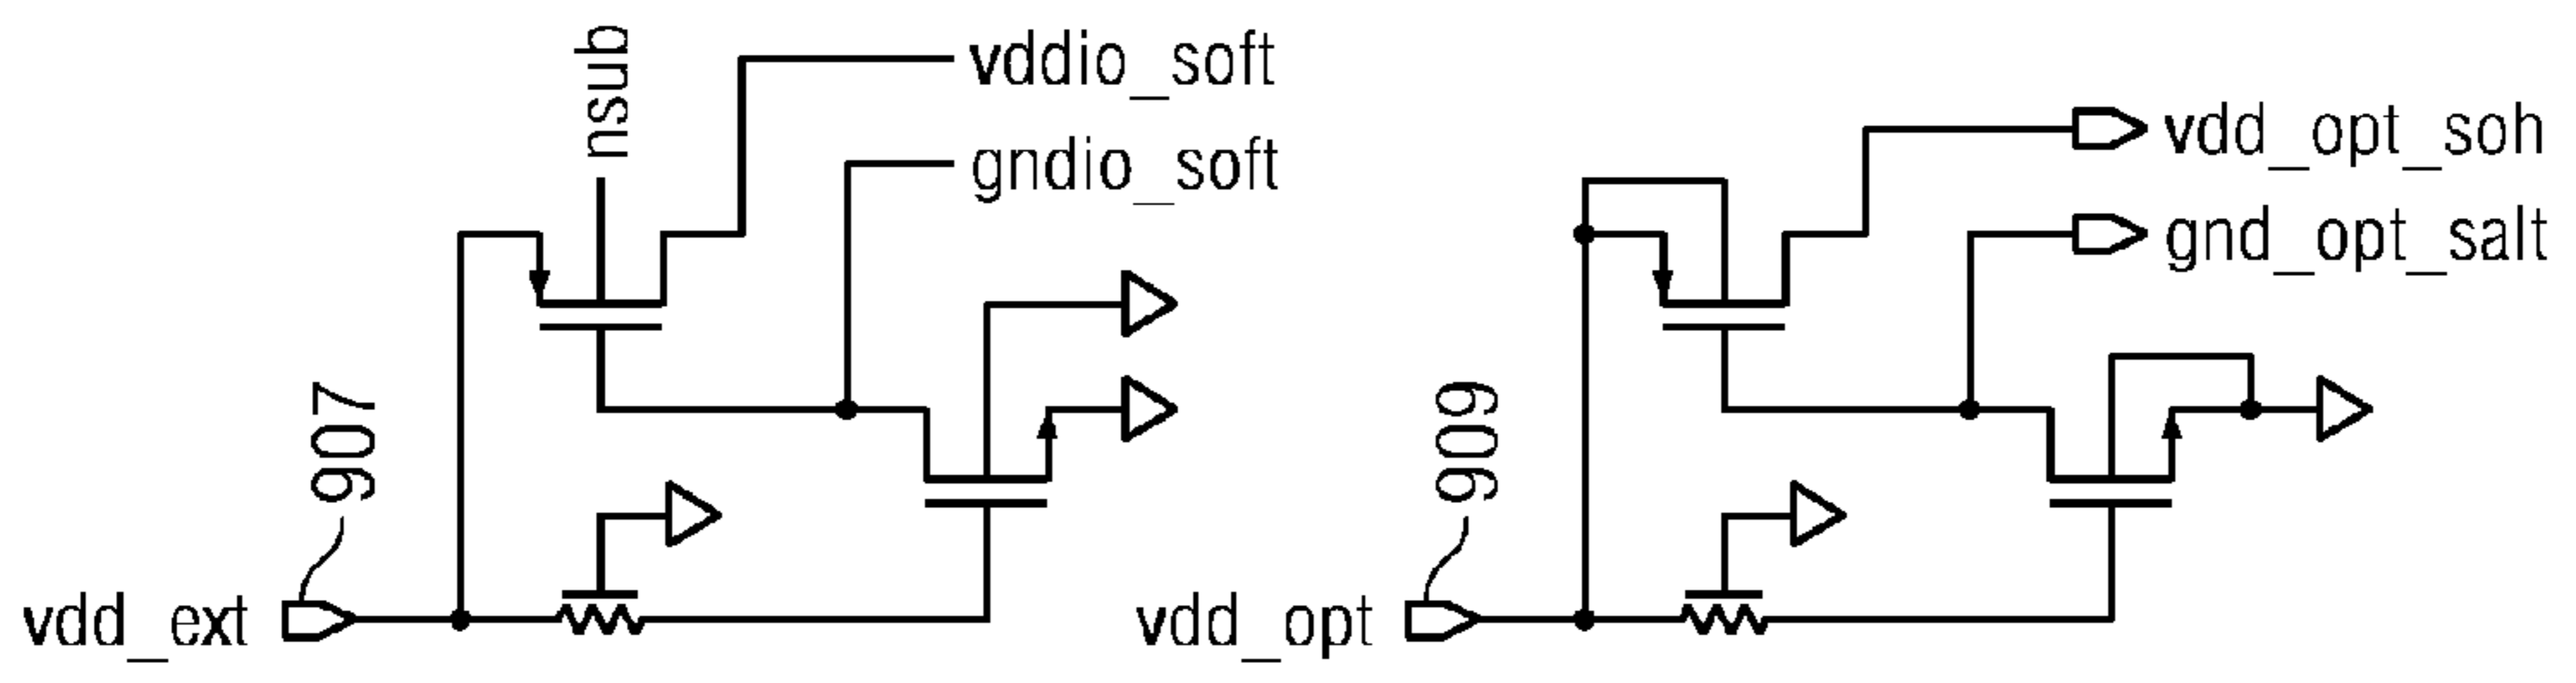 nsub
vddio_soft
gndio_soft
907
vdd_ext
vdd_opt_soh
gnd_opt_salt
909
vdd_opt